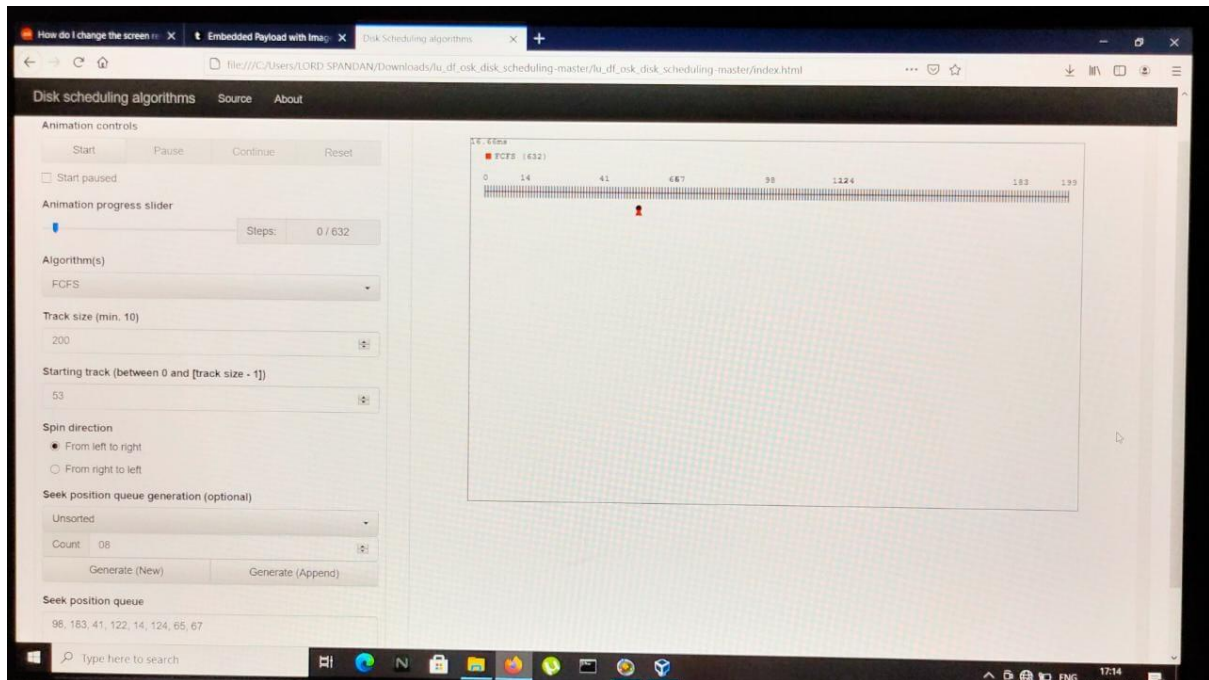 How do I change the screen re
Embedded Payload with Imag
Disk Scheduling algorithms
file:///C:/Users/LORD SPANDAN/Downloads/lu_df_osk_disk_scheduling-master/lu_df_osk_disk_scheduling-master/index.html
Disk scheduling algorithms Source About
Animation controls
Start Pause Continue Reset
Start paused
Animation progress slider
Steps: 0 / 632
Algorithm(s)
FCFS
Track size (min. 10)
200
Starting track (between 0 and [track size - 1])
53
Spin direction
From left to right
From right to left
Seek position queue generation (optional)
Unsorted
Count 08
Generate (New) Generate (Append)
Seek position queue
98, 183, 41, 122, 14, 124, 65, 67
16.66ms
FCFS (632)
0 14 41 98 183 199
Type here to search
ENG 17:14